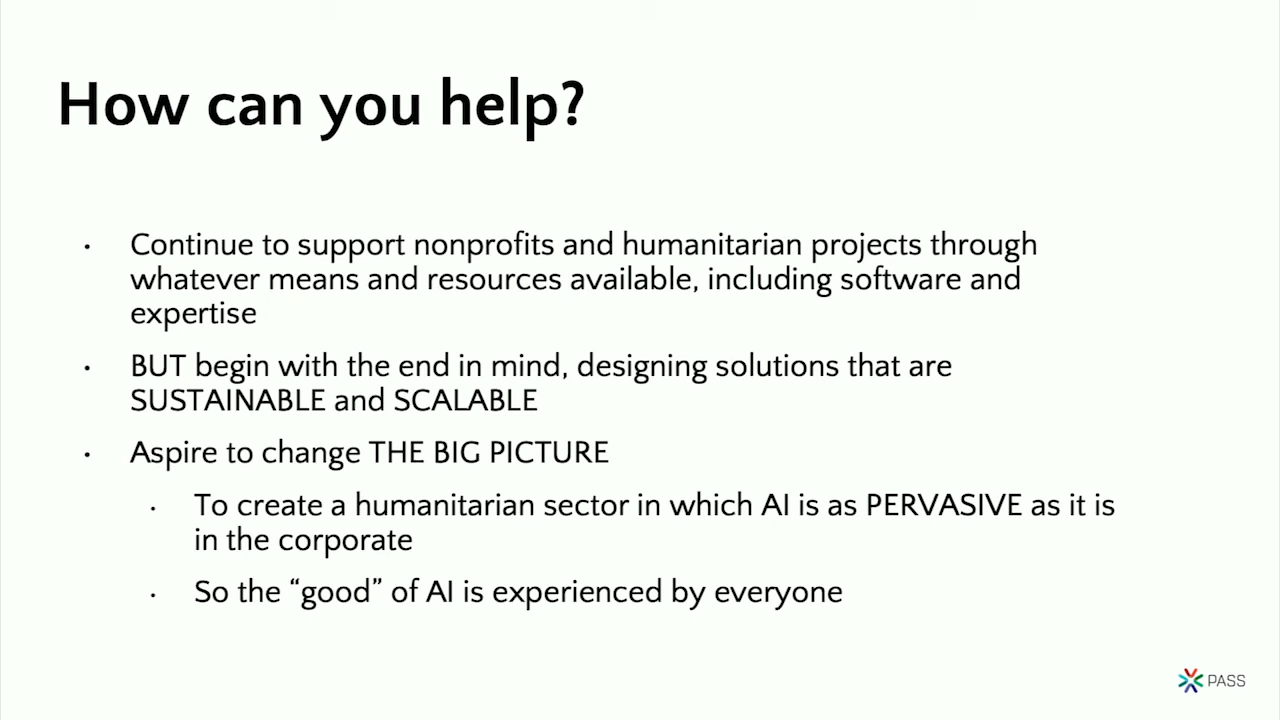 How can you help?
· Continue to support nonprofits and humanitarian projects through
whatever means and resources available, including software and
expertise
· BUT begin with the end in mind, designing solutions that are
SUSTAINABLE and SCALABLE
· Aspire to change THE BIG PICTURE
· To create a humanitarian sector in which AI is as PERVASIVE as it is
in the corporate
· So the “good” of AI is experienced by everyone
PASS